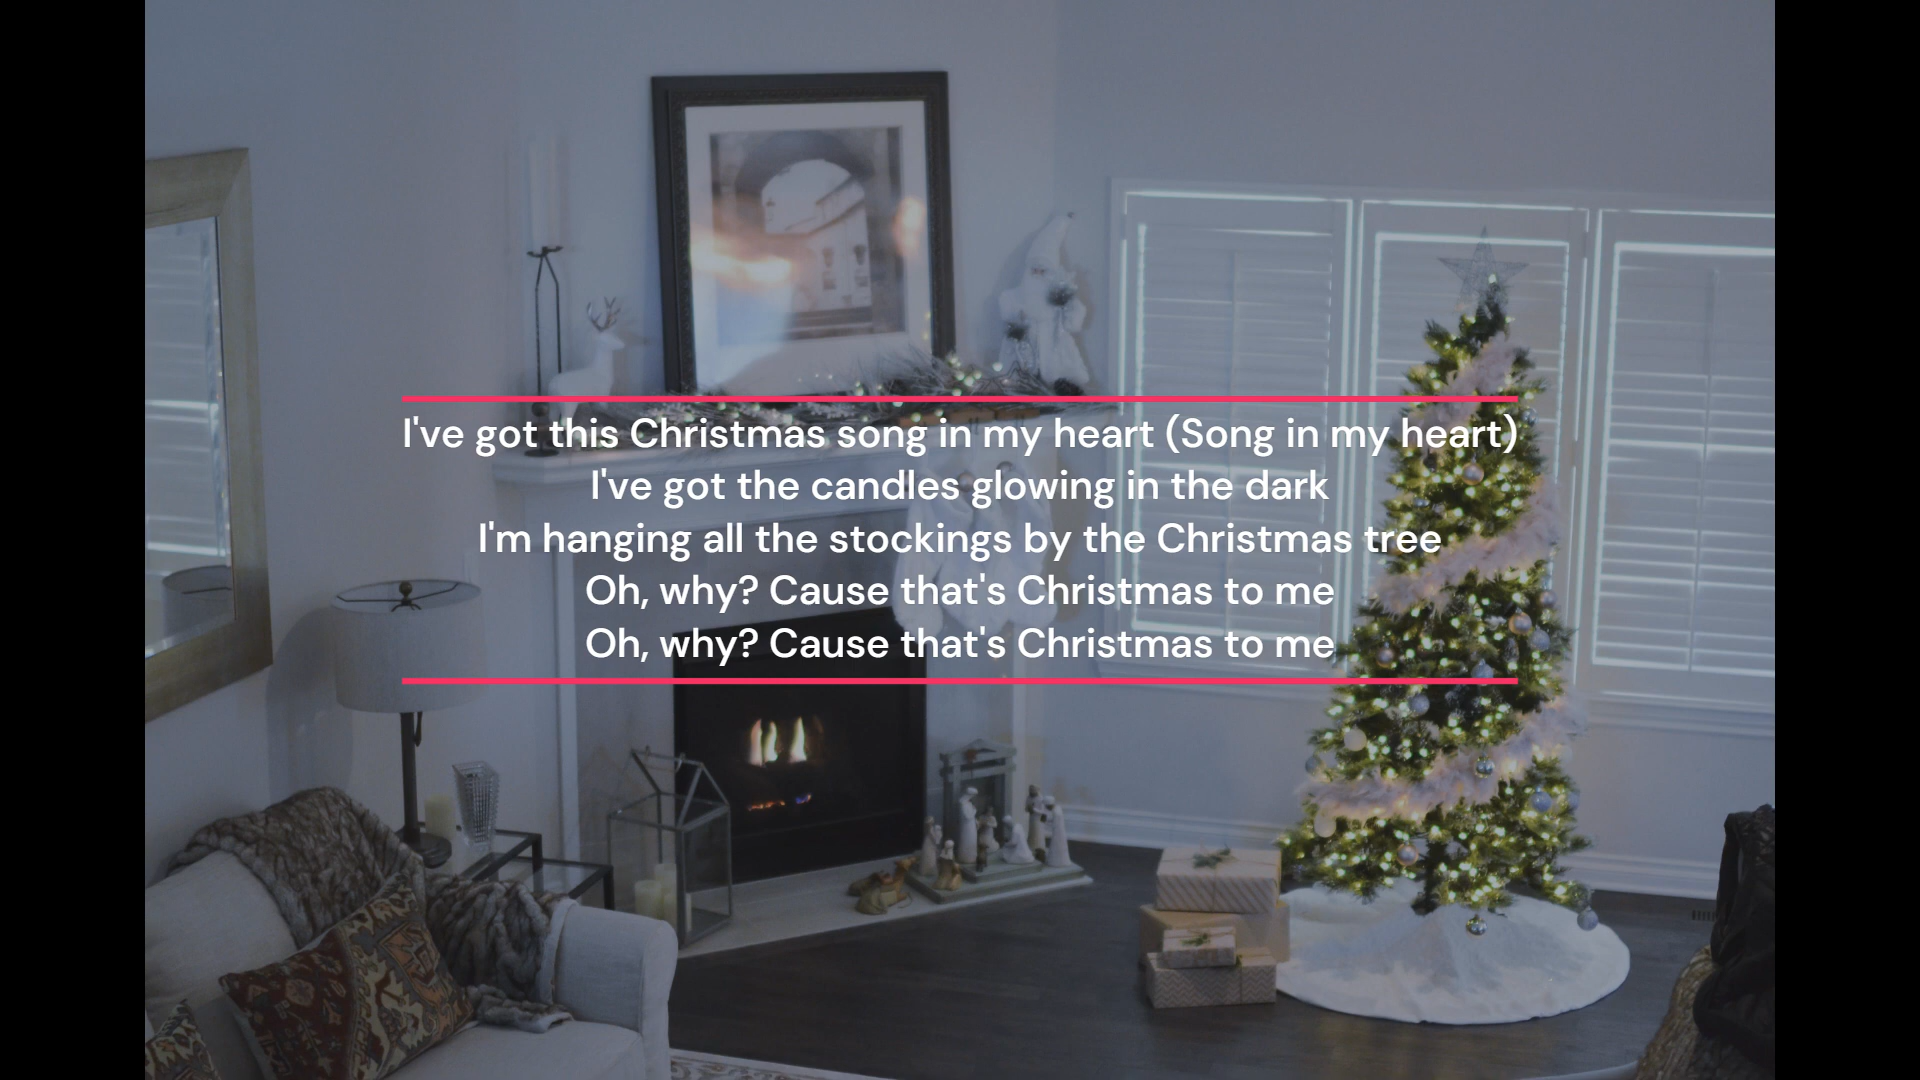 I've got this Christmas song in my heart (Song in my heart)
I've got the candles glowing in the dark
I'm hanging all the stockings by the Christmas tree
Oh, why? Cause that's Christmas to me
Oh, why? Cause that's Christmas to me